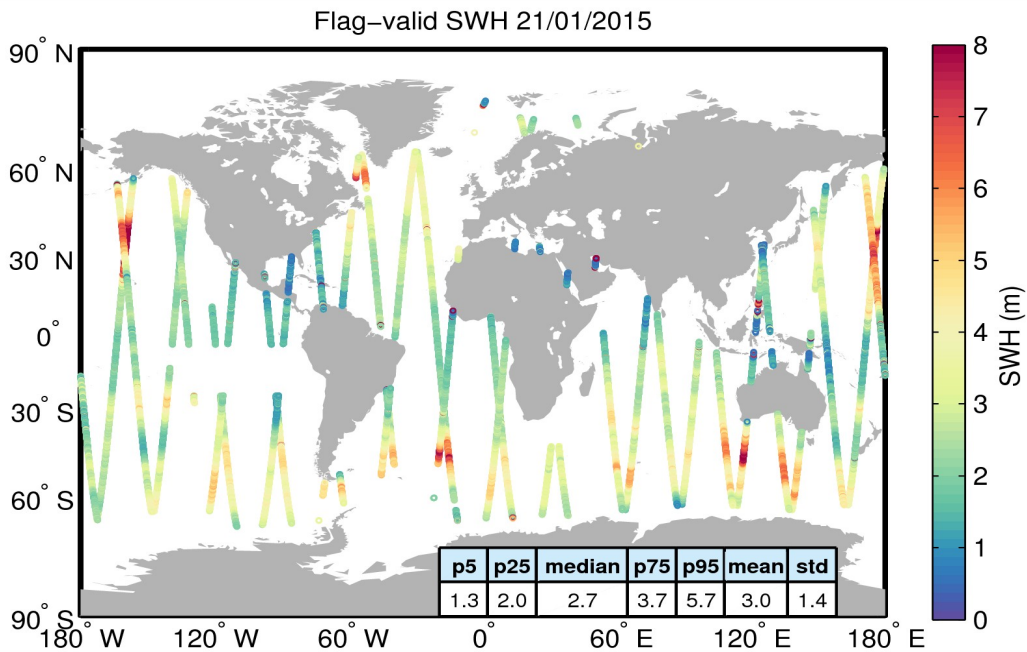 Flag−valid SWH 21/01/2015
90° N
60° N
30° N
0°
30° S
60° S
90° S
180° W
120° W
60° W
0°
60° E
120° E
180° E
p5 p25 median p75 p95 mean std
1.3 2.0 2.7 3.7 5.7 3.0 1.4
8
7
6
5
4
3
2
1
0
SWH (m)